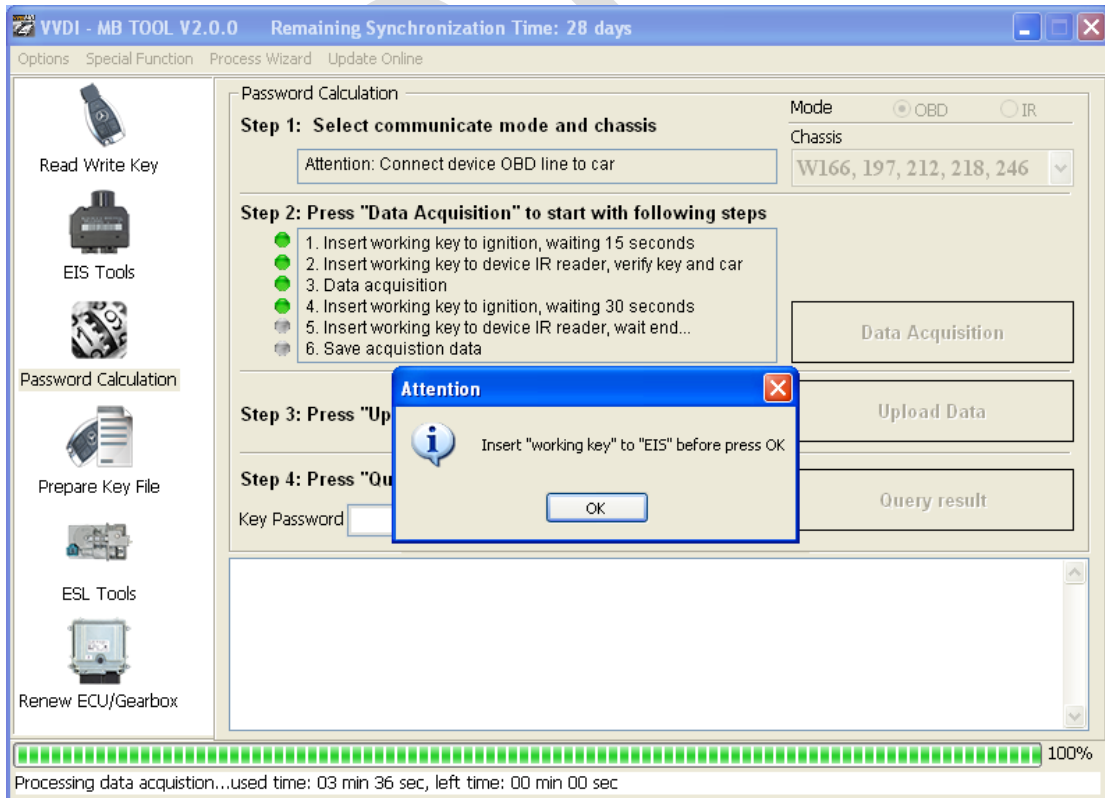 VVDI - MB TOOL V2.0.0 Remaining Synchronization Time: 28 days
Options Special Function Process Wizard Update Online
Read Write Key
EIS Tools
Password Calculation
Prepare Key File
ESL Tools
Renew ECU/Gearbox
Password Calculation
Step 1: Select communicate mode and chassis
Attention: Connect device OBD line to car
Mode OBD IR
Chassis
W166, 197, 212, 218, 246
Step 2: Press "Data Acquisition" to start with following steps
1. Insert working key to ignition, waiting 15 seconds
2. Insert working key to device IR reader, verify key and car
3. Data acquisition
4. Insert working key to ignition, waiting 30 seconds
5. Insert working key to device IR reader, wait end...
6. Save acquistion data
Data Acquisition
Step 3: Press "Up
Upload Data
Step 4: Press "Qu
Key Password
Query result
Attention
Insert "working key" to "EIS" before press OK
OK
100%
Processing data acquistion...used time: 03 min 36 sec, left time: 00 min 00 sec